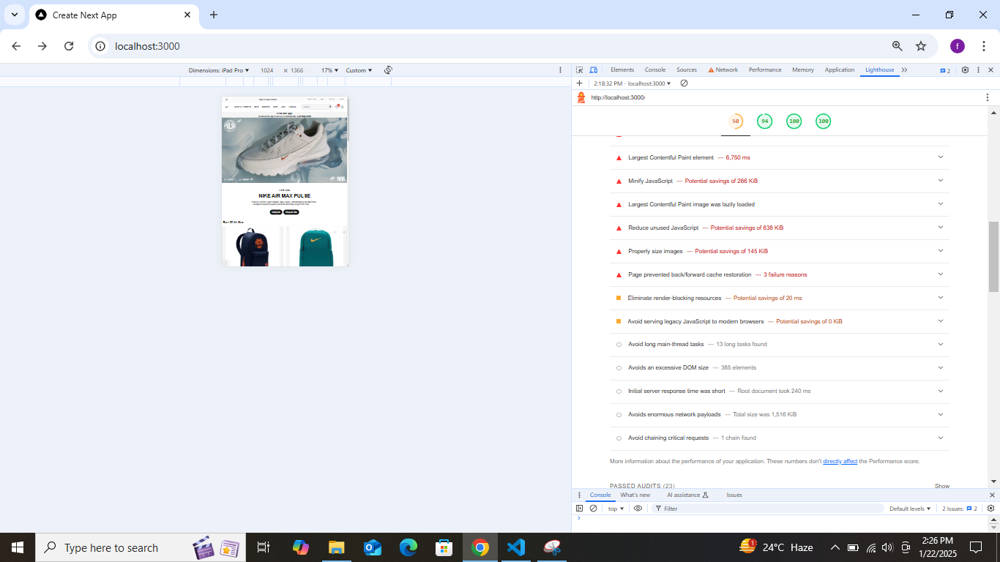 Create Next App
localhost:3000
Dimensions: iPad Pro 1024 × 1366 17% Custom
Elements Console Sources Network Performance Memory Application Lighthouse 2
2:18:32 PM - localhost:3000
http://localhost:3000/
50 94 100 100
Largest Contentful Paint element — 6,750 ms
Minify JavaScript — Potential savings of 266 KiB
Largest Contentful Paint image was lazily loaded
Reduce unused JavaScript — Potential savings of 638 KiB
Properly size images — Potential savings of 145 KiB
Page prevented back/forward cache restoration — 3 failure reasons
Eliminate render-blocking resources — Potential savings of 20 ms
Avoid serving legacy JavaScript to modern browsers — Potential savings of 0 KiB
Avoid long main-thread tasks — 13 long tasks found
Avoids an excessive DOM size — 385 elements
Initial server response time was short — Root document took 240 ms
Avoids enormous network payloads — Total size was 1,516 KiB
Avoid chaining critical requests — 1 chain found
More information about the performance of your application. These numbers don't directly affect the Performance score.
PASSED AUDITS (23) Show
NIKE AIR MAX PULSE
Console What's new AI assistance Issues
top Filter Default levels 2 Issues: 2
Type here to search
24°C Haze
2:26 PM
1/22/2025
f
1